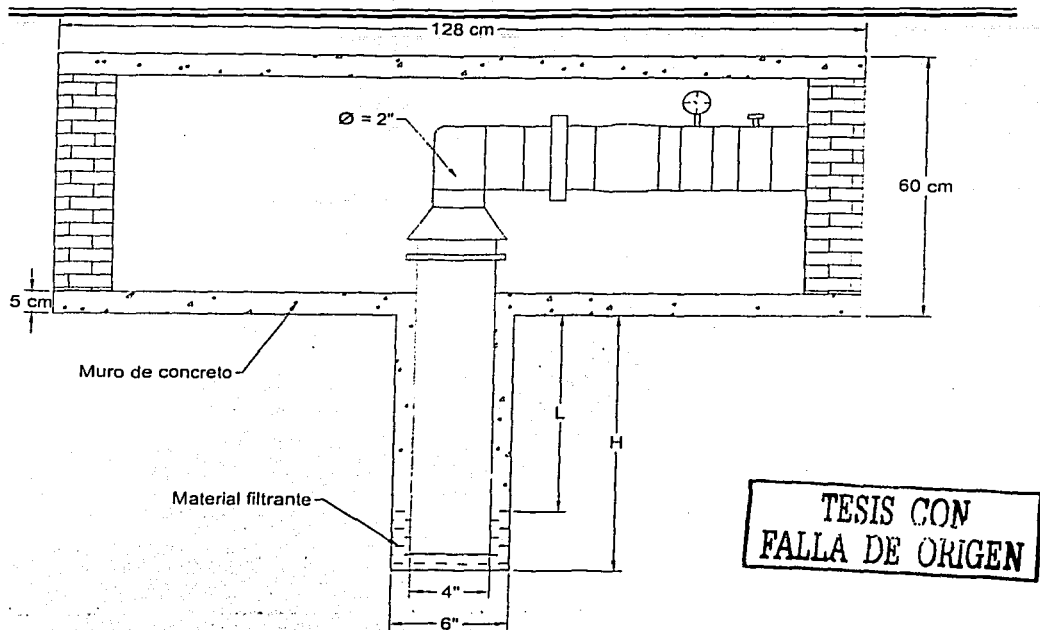 128 cm
Ø = 2"
60 cm
5 cm
Muro de concreto
L
H
Material filtrante
TESIS CON
FALLA DE ORIGEN
4"
6"